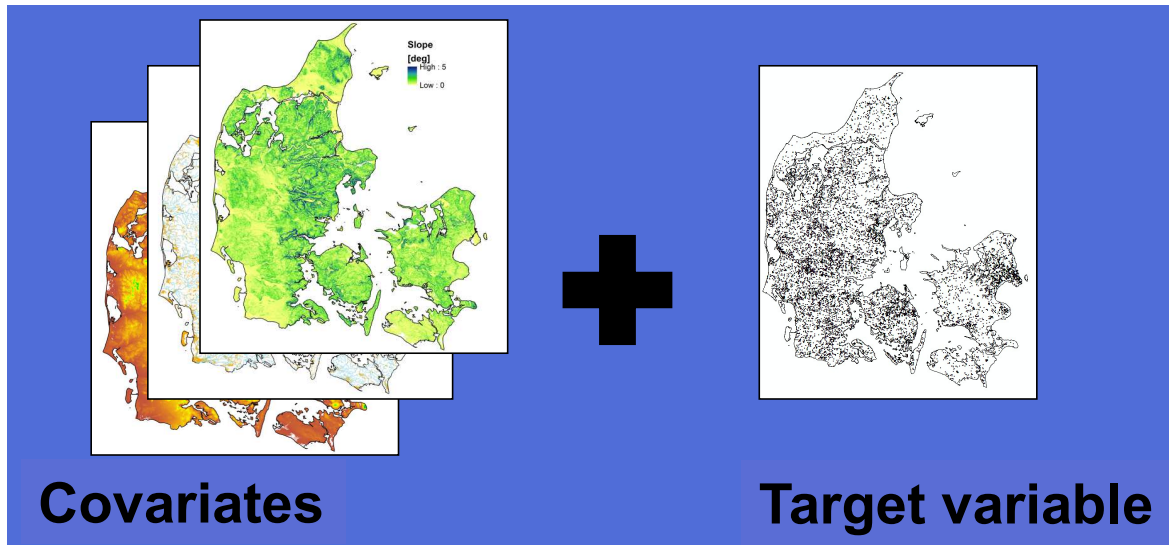 Slope
[deg]
High : 5
Low : 0
Covariates
Target variable